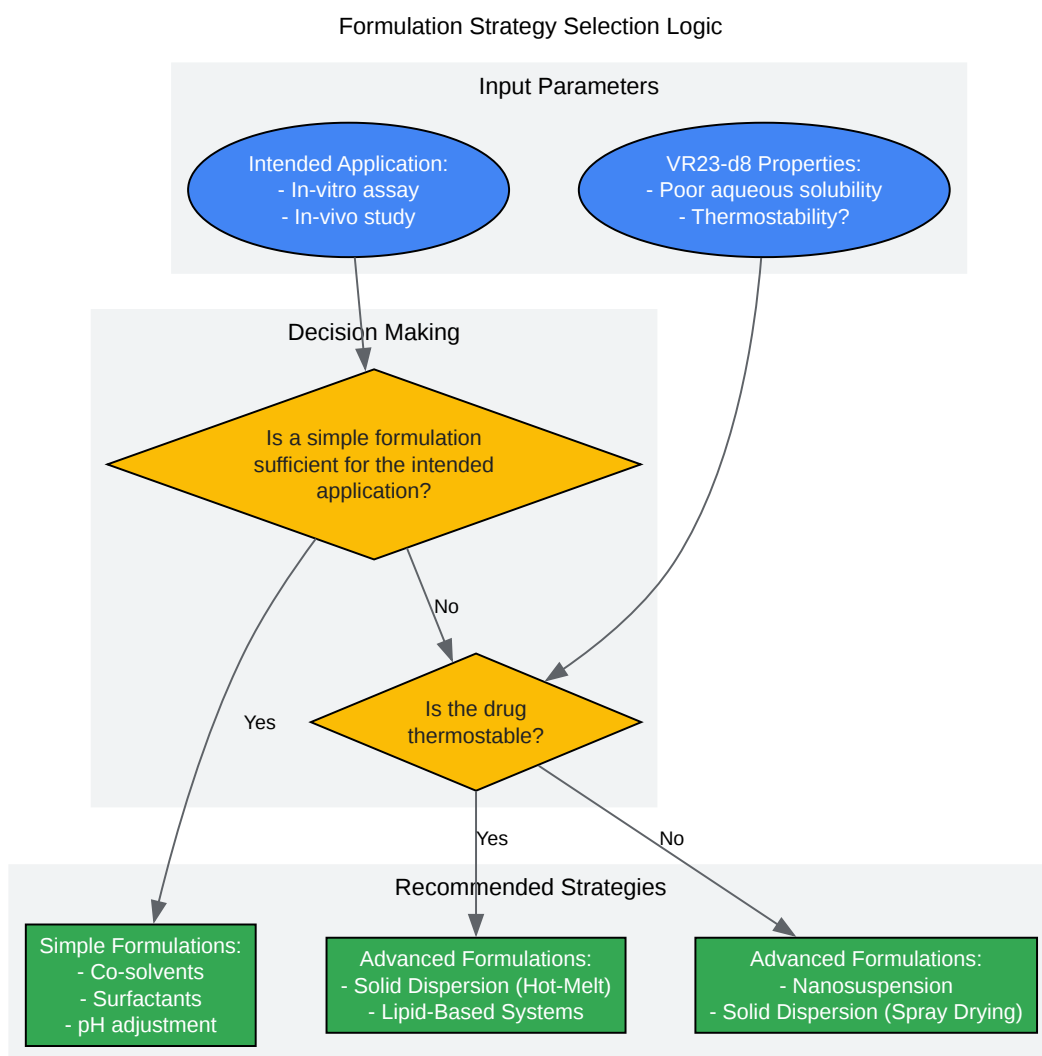 Formulation Strategy Selection Logic
Input Parameters
Intended Application:
- In-vitro assay
- In-vivo study
VR23-d8 Properties:
- Poor aqueous solubility
- Thermostability?
Decision Making
Is a simple formulation
sufficient for the intended
application?
No
Yes
Is the drug
thermostable?
Yes
No
Recommended Strategies
Simple Formulations:
- Co-solvents
- Surfactants
- pH adjustment
Advanced Formulations:
- Solid Dispersion (Hot-Melt)
- Lipid-Based Systems
Advanced Formulations:
- Nanosuspension
- Solid Dispersion (Spray Drying)